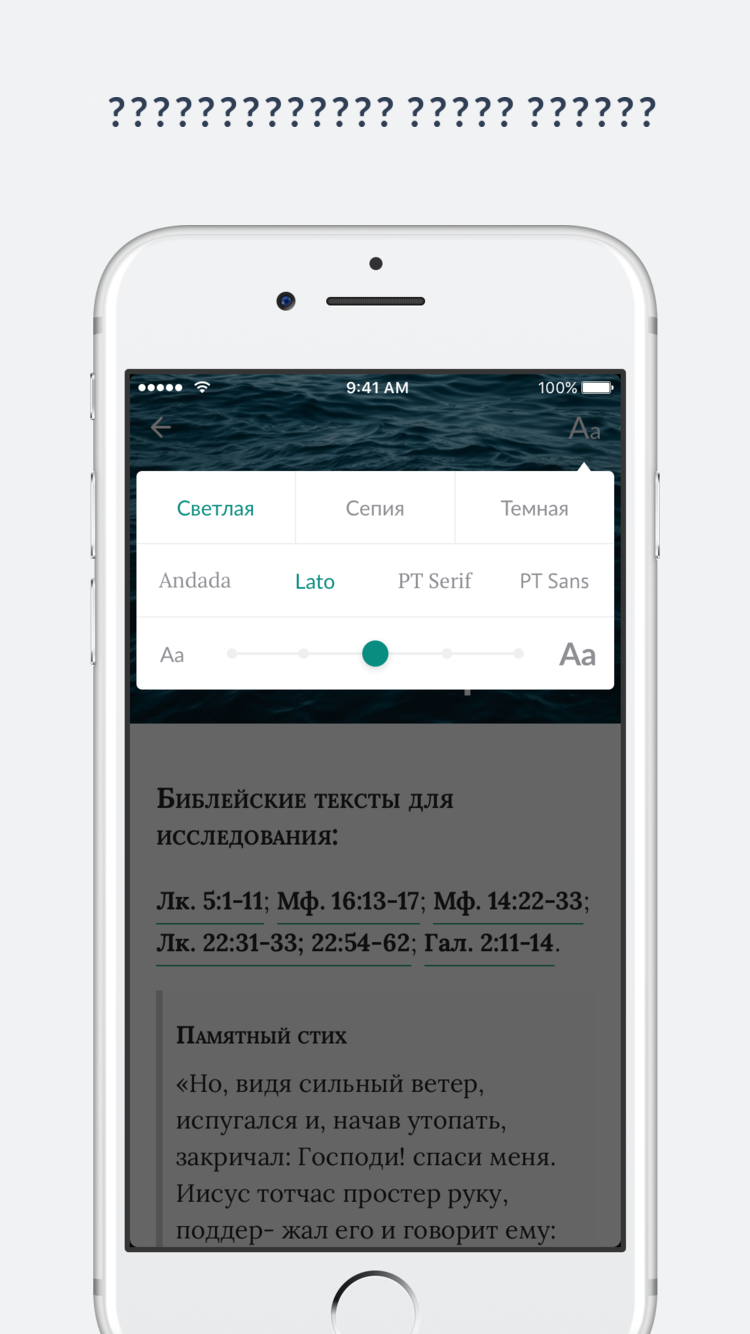 ????????????? ????? ??????
9:41 AM 100%
Aa
Светлая Сепия Темная
Andada Lato PT Serif PT Sans
Aa Aa
Библейские тексты для
исследования:
Лк. 5:1-11; Мф. 16:13-17; Мф. 14:22-33;
Лк. 22:31-33; 22:54-62; Гал. 2:11-14.
Памятный стих
«Но, видя сильный ветер,
испугался и, начав утопать,
закричал: Господи! спаси меня.
Иисус тотчас простер руку,
поддер- жал его и говорит ему: